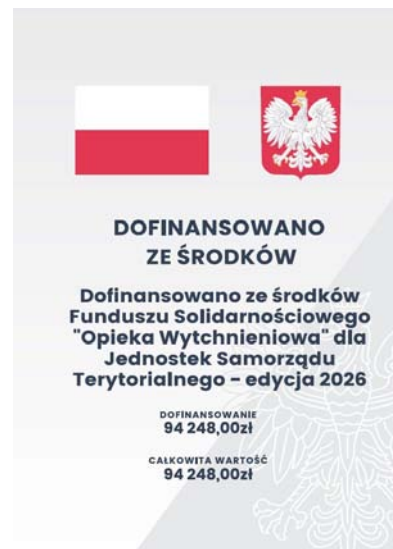 DOFINANSOWANO
ZE ŚRODKÓW
Dofinansowano ze środków
Funduszu Solidarnościowego
"Opieka Wytchnieniowa" dla
Jednostek Samorządu
Terytorialnego – edycja 2026
DOFINANSOWANIE
94 248,00zł
CAŁKOWITA WARTOŚĆ
94 248,00zł